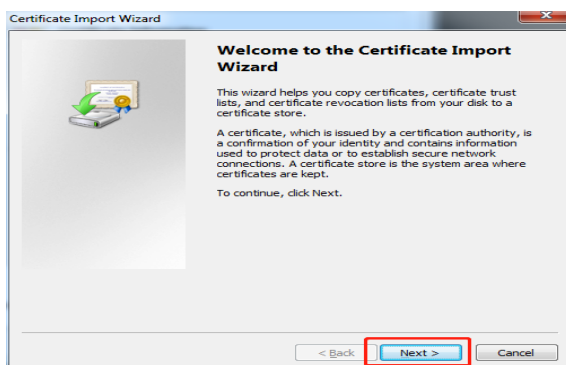 Certificate Import Wizard
Welcome to the Certificate Import
Wizard
This wizard helps you copy certificates, certificate trust
lists, and certificate revocation lists from your disk to a
certificate store.
A certificate, which is issued by a certification authority, is
a confirmation of your identity and contains information
used to protect data or to establish secure network
connections. A certificate store is the system area where
certificates are kept.
To continue, click Next.
< Back
Next >
Cancel